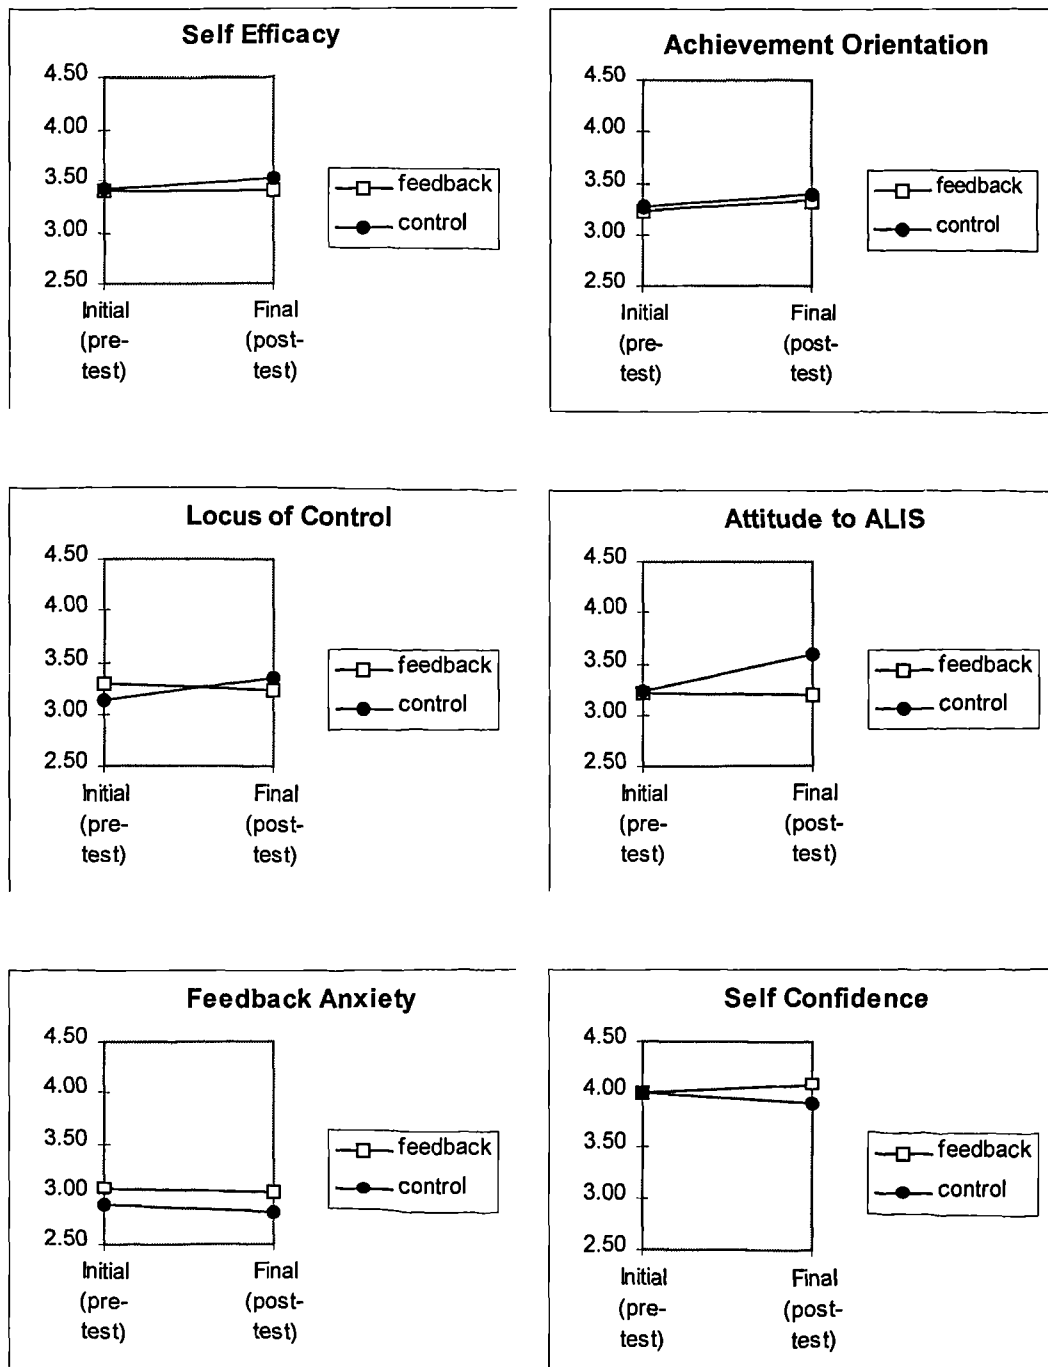 Self Efficacy
4.50
4.00
3.50
3.00
2.50
Initial
(pre-
test)
Final
(post-
test)
feedback
control
Achievement Orientation
4.50
4.00
3.50
3.00
2.50
Initial
(pre-
test)
Final
(post-
test)
feedback
control
Locus of Control
4.50
4.00
3.50
3.00
2.50
Initial
(pre-
test)
Final
(post-
test)
feedback
control
Attitude to ALIS
4.50
4.00
3.50
3.00
2.50
Initial
(pre-
test)
Final
(post-
test)
feedback
control
Feedback Anxiety
4.50
4.00
3.50
3.00
2.50
Initial
(pre-
test)
Final
(post-
test)
feedback
control
Self Confidence
4.50
4.00
3.50
3.00
2.50
Initial
(pre-
test)
Final
(post-
test)
feedback
control